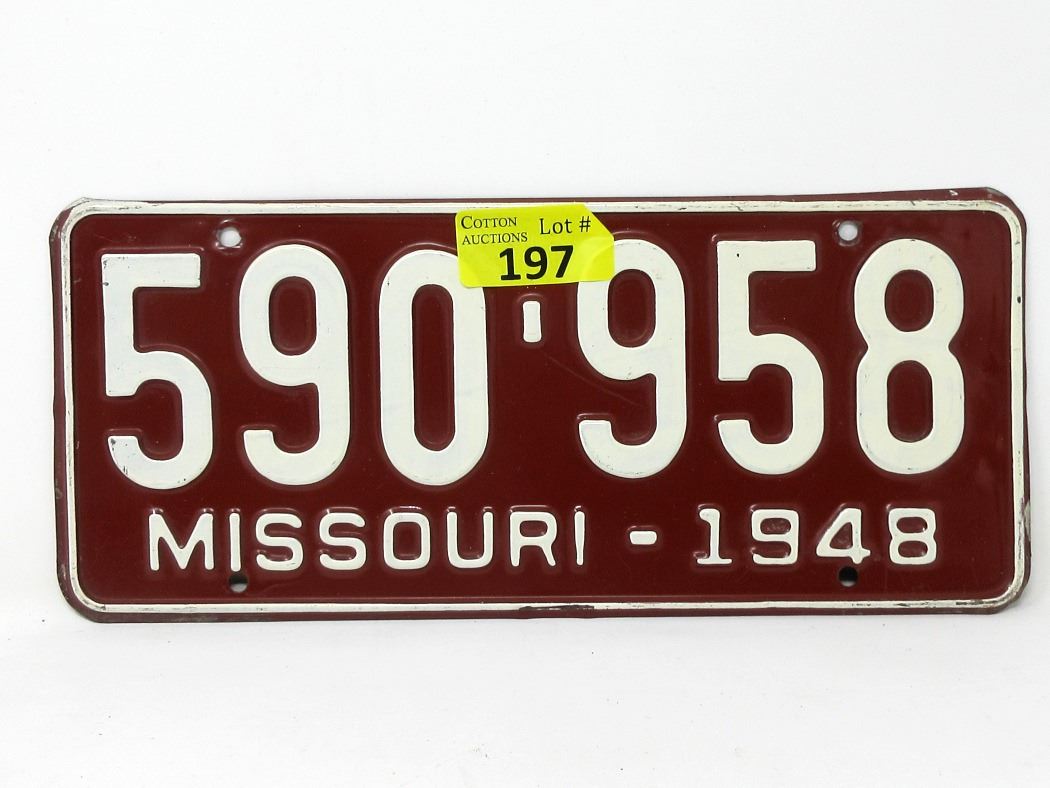 COTTON AUCTIONS Lot #
197
590-958
MISSOURI - 1948